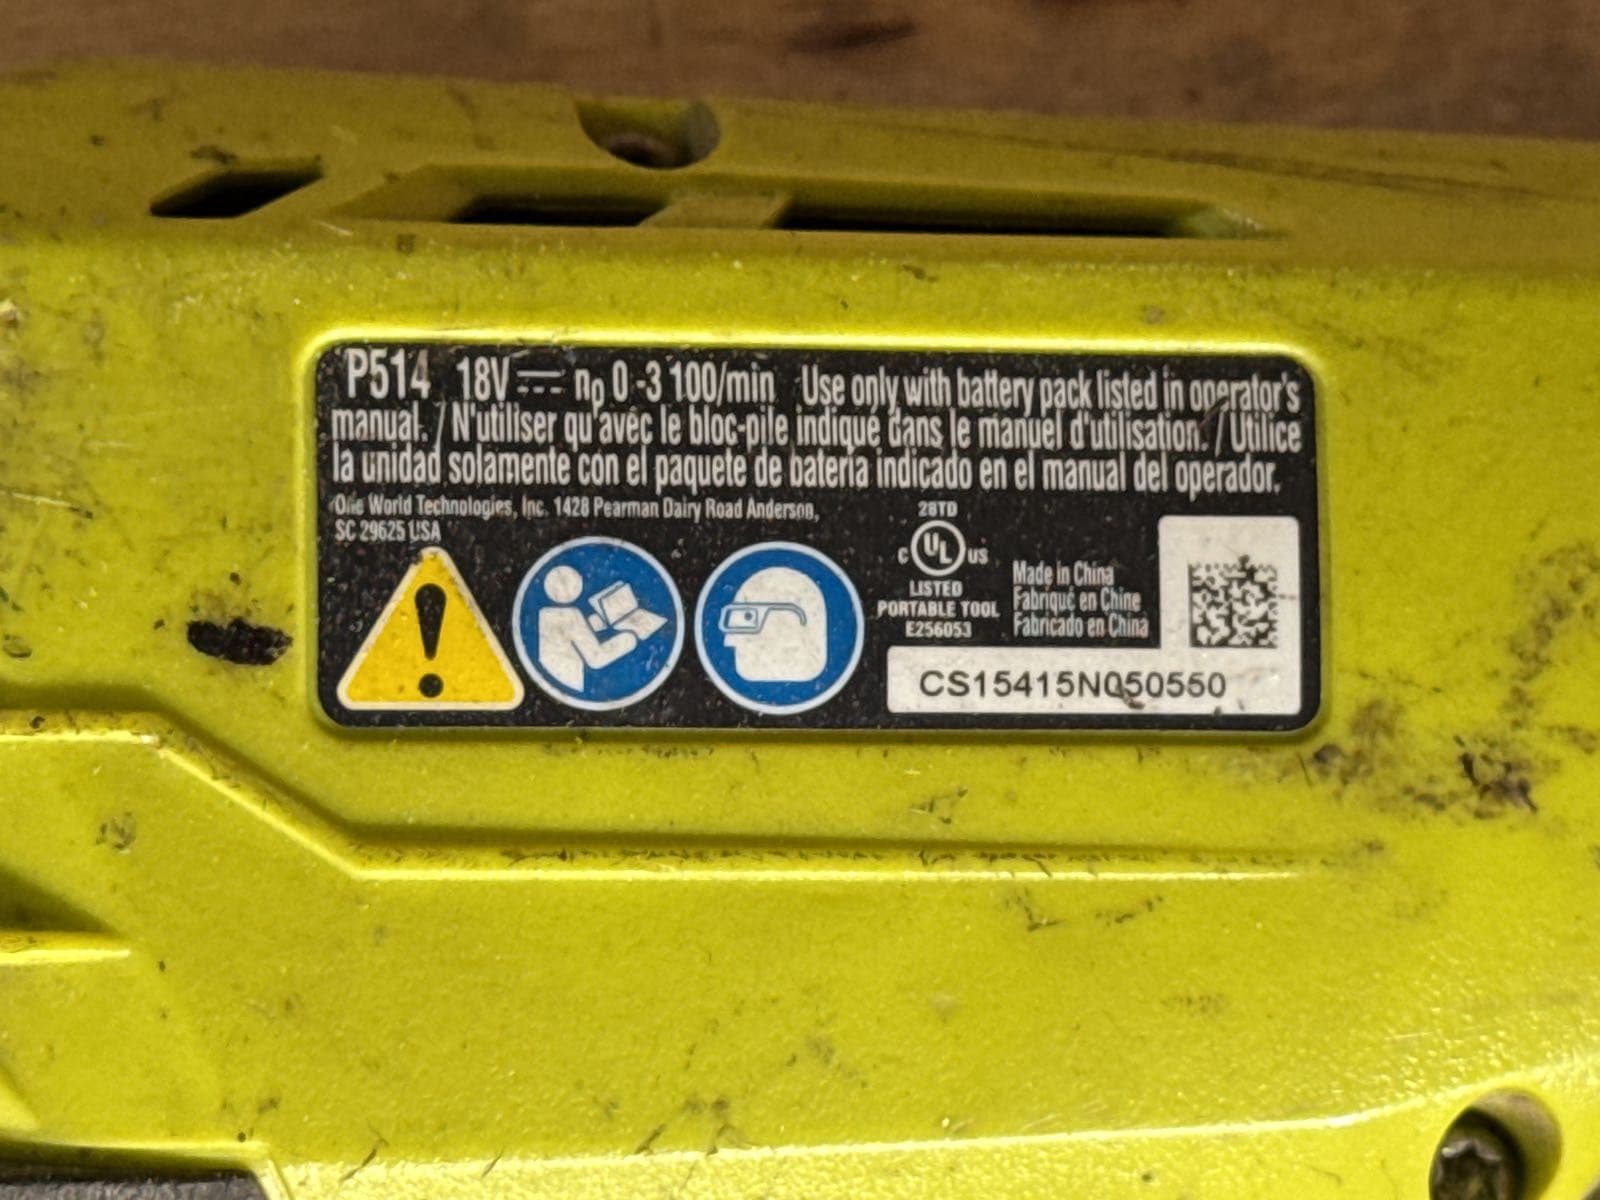 P514 18V n₀ 0 -3 100/min Use only with battery pack listed in operator's
manual. / N'utiliser qu'avec le bloc-pile indiqué dans le manuel d'utilisation. / Utilice
la unidad solamente con el paquete de batería indicado en el manual del operador.
One World Technologies, Inc. 1428 Pearman Dairy Road Anderson,
SC 29625 USA
28TD
c UL us
LISTED
PORTABLE TOOL
E256053
Made in China
Fabriqué en Chine
Fabricado en China
CS15415N050550